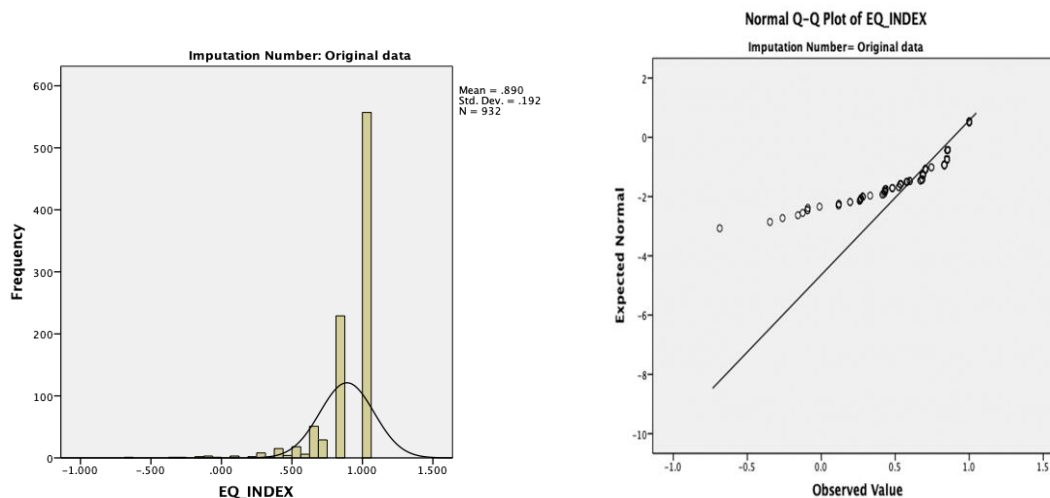 Imputation Number: Original data
Mean = .890
Std. Dev. = .192
N = 932
Frequency
600
500
400
300
200
100
0
-1.000
-.500
.000
.500
1.000
1.500
EQ_INDEX
Normal Q-Q Plot of EQ_INDEX
Imputation Number= Original data
Expected Normal
2
0
-2
-4
-6
-8
-10
-1.0
-0.5
0.0
0.5
1.0
1.5
Observed Value